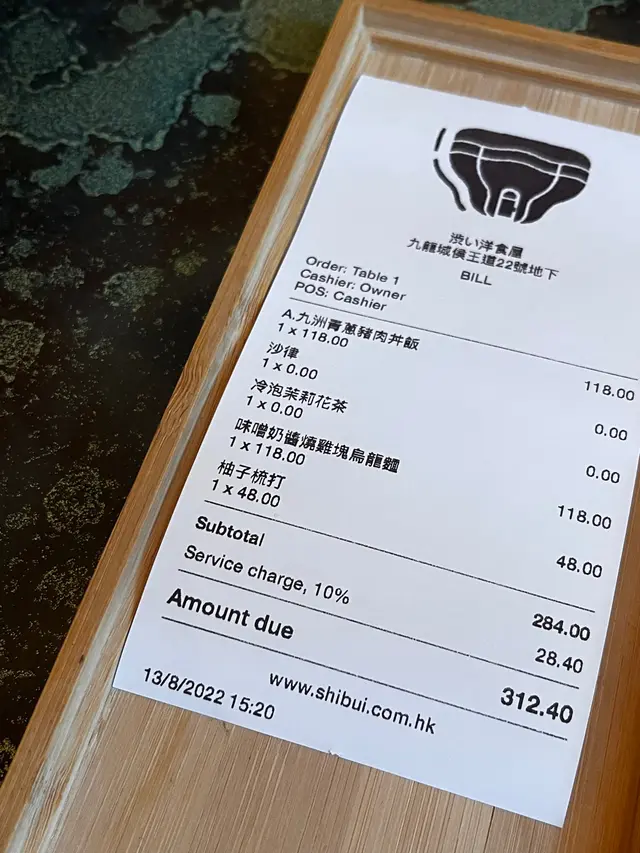 渋い洋食屋
九龍城侯王道22號地下
BILL
Order: Table 1
Cashier: Owner
POS: Cashier
A.九洲青蔥豬肉丼飯
1 x 118.00 118.00
沙律
1 x 0.00 0.00
冷泡茉莉花茶
1 x 0.00 0.00
味噌奶醬燒雞塊烏龍麵
1 x 118.00 118.00
柚子梳打
1 x 48.00 48.00
Subtotal 284.00
Service charge, 10% 28.40
Amount due 312.40
www.shibui.com.hk
13/8/2022 15:20